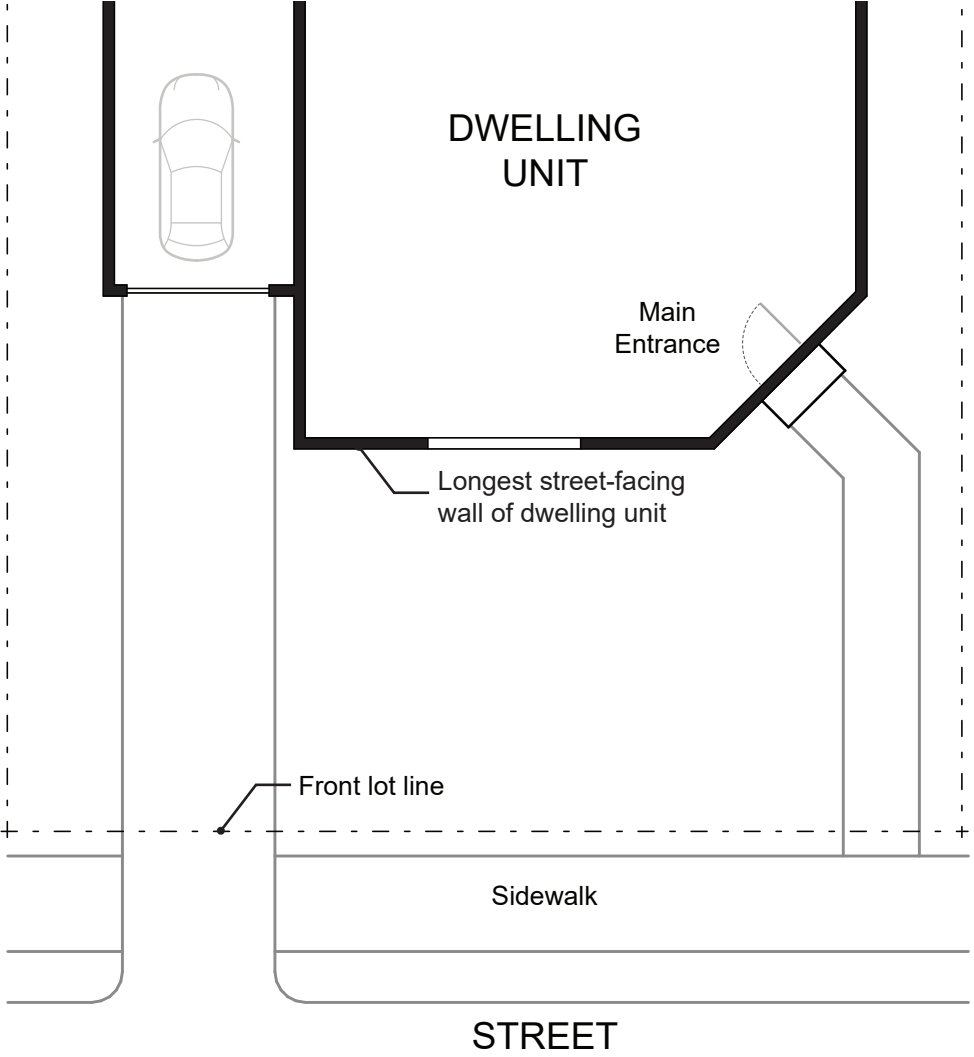 DWELLING
UNIT
Main
Entrance
Longest street-facing
wall of dwelling unit
Front lot line
Sidewalk
STREET